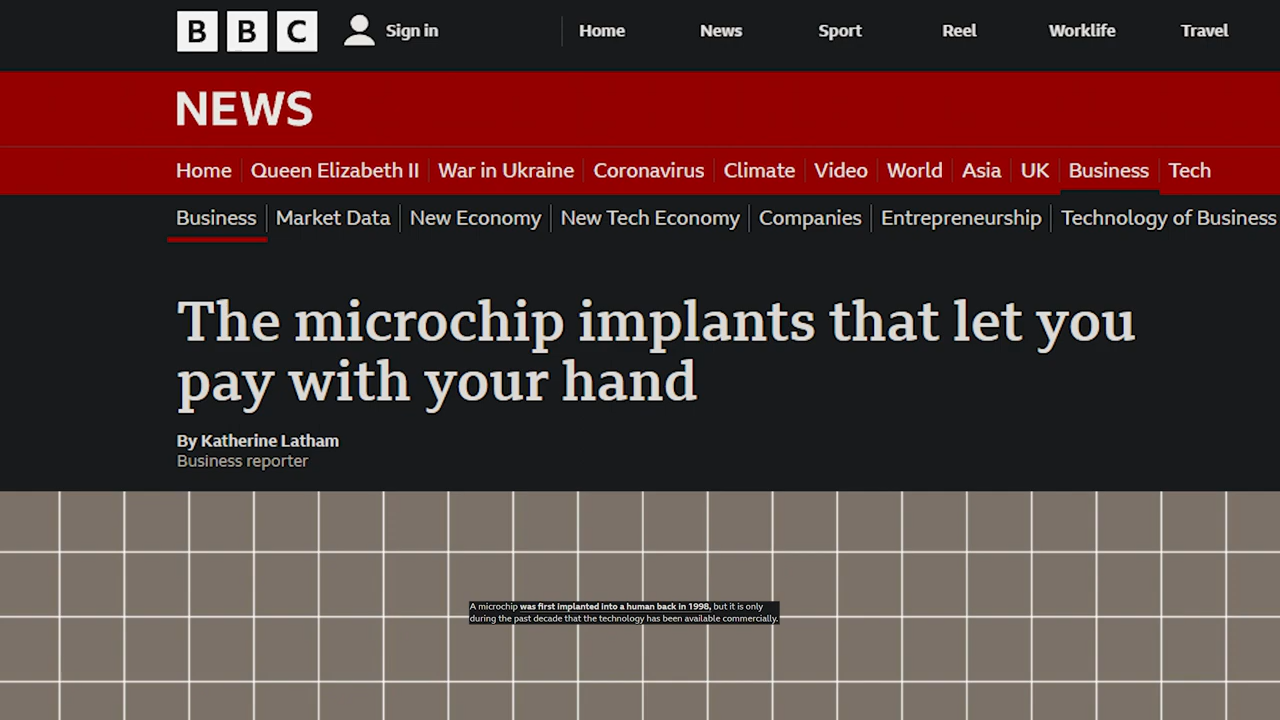 BBC Sign in Home News Sport Reel Worklife Travel
NEWS
Home Queen Elizabeth II War in Ukraine Coronavirus Climate Video World Asia UK Business Tech
Business Market Data New Economy New Tech Economy Companies Entrepreneurship Technology of Business
The microchip implants that let you
pay with your hand
By Katherine Latham
Business reporter
A microchip was first implanted into a human back in 1998, but it is only
during the past decade that the technology has been available commercially.